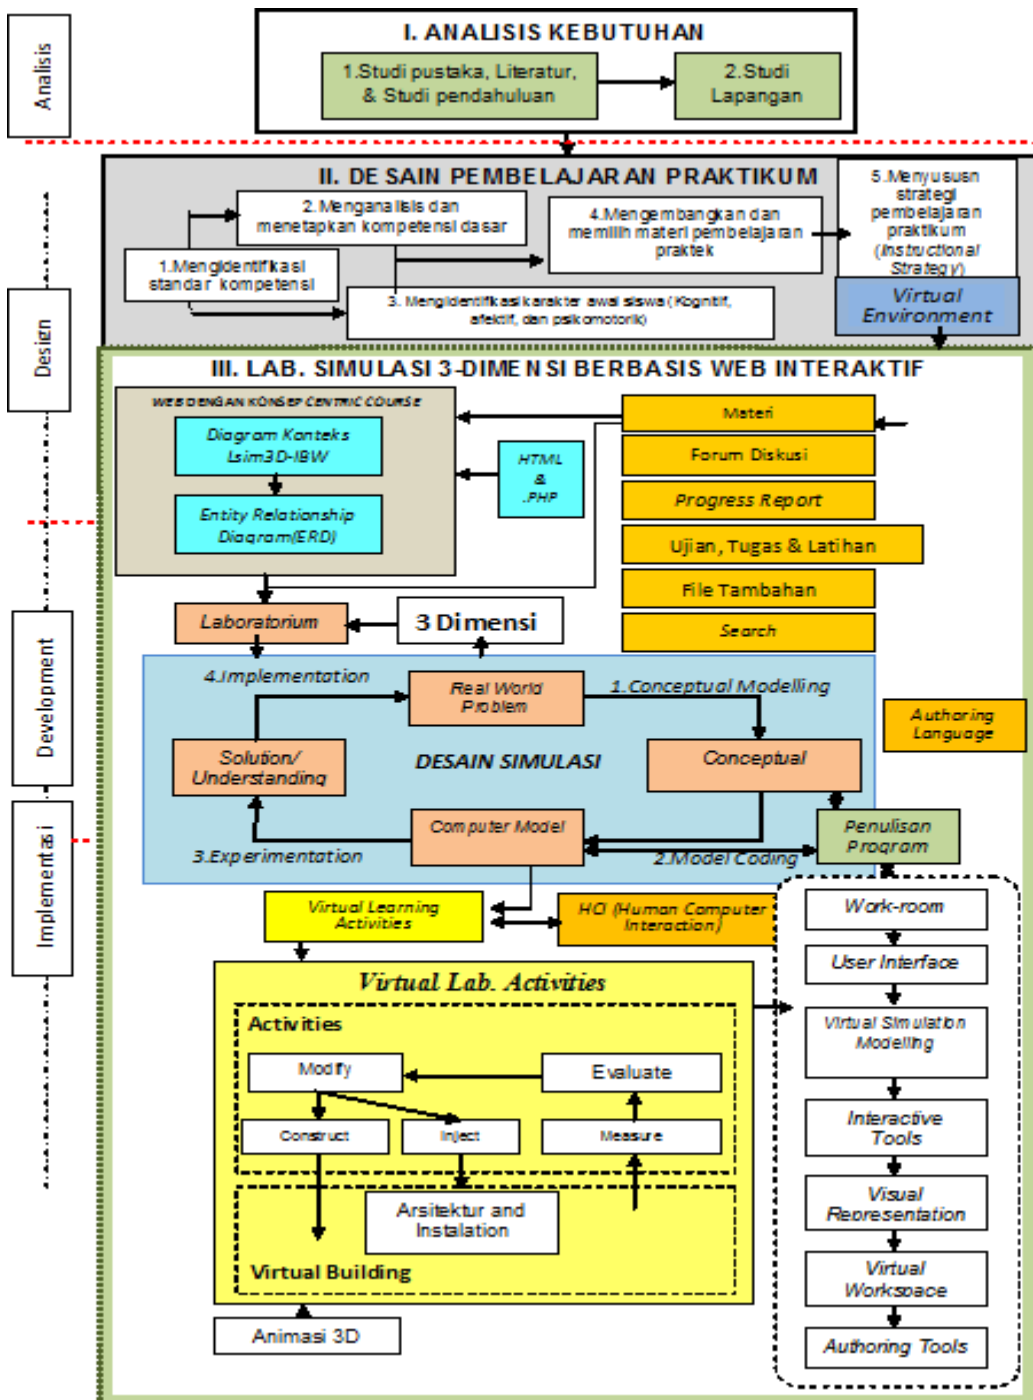 Analisis
I. ANALISIS KEBUTUHAN
1.Studi pustaka, Literatur,
& Studi pendahuluan
2.Studi
Lapangan
Design
II. DESAIN PEMBELAJARAN PRAKTIKUM
1.Mengidentifikasi
standar kompetensi
2.Menganalisis dan
menetapkan kompetensi dasar
3. Mengidentifikasi karakter awal siswa (Kognitif,
afektif, dan psikomotorik)
4.Mengembangkan dan
memilih materi pembelajaran
praktek
5.Menyususn
strategi
pembelajaran
praktikum
(Instructional
Strategy)
Virtual
Environment
III. LAB. SIMULASI 3-DIMENSI BERBASIS WEB INTERAKTIF
WEB DENGAN KONSEP CENTRIC COURSE
Diagram Konteks
Lsim3D-IBW
Entity Relationship
Diagram(ERD)
HTML
&
.PHP
Materi
Forum Diskusi
Progress Report
Ujian, Tugas & Latihan
File Tambahan
Search
Development
Laboratorium
3 Dimensi
4.Implementation
Real World
Problem
1.Conceptual Modelling
Authoring
Language
Solution/
Understanding
DESAIN SIMULASI
Conceptual
Computer Model
3.Experimentation
2.Model Coding
Penulisan
Program
Implementasi
Virtual Learning
Activities
HCI (Human Computer
Interaction)
Virtual Lab. Activities
Activities
Modify
Evaluate
Construct
Inject
Measure
Arsitektur and
Instalation
Virtual Building
Animasi 3D
Work-room
User Interface
Virtual Simulation
Modelling
Interactive
Tools
Visual
Representation
Virtual
Workspace
Authoring Tools